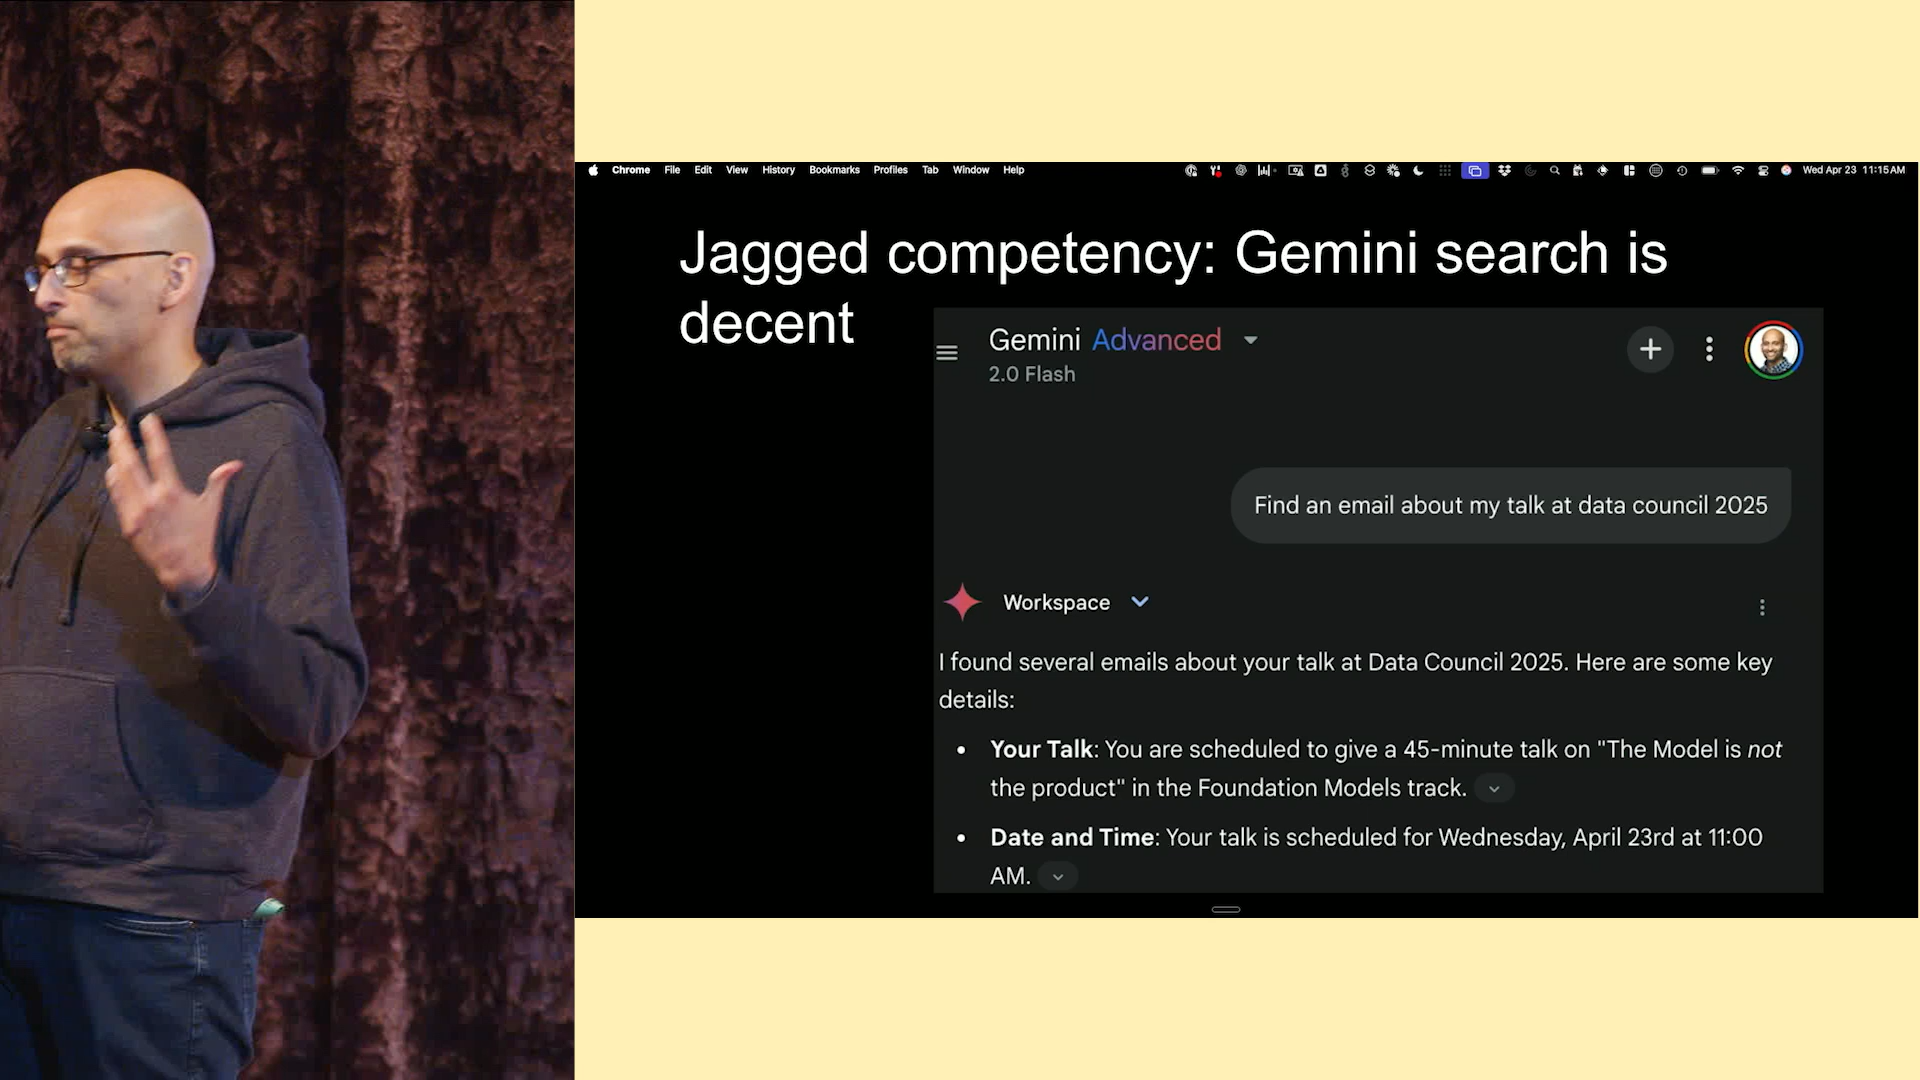 Chrome File Edit View History Bookmarks Profiles Tab Window Help Wed Apr 23 11:15 AM
Jagged competency: Gemini search is
decent
Gemini Advanced
2.0 Flash
Find an email about my talk at data council 2025
Workspace
I found several emails about your talk at Data Council 2025. Here are some key
details:
• Your Talk: You are scheduled to give a 45-minute talk on "The Model is not
the product" in the Foundation Models track.
• Date and Time: Your talk is scheduled for Wednesday, April 23rd at 11:00
AM.